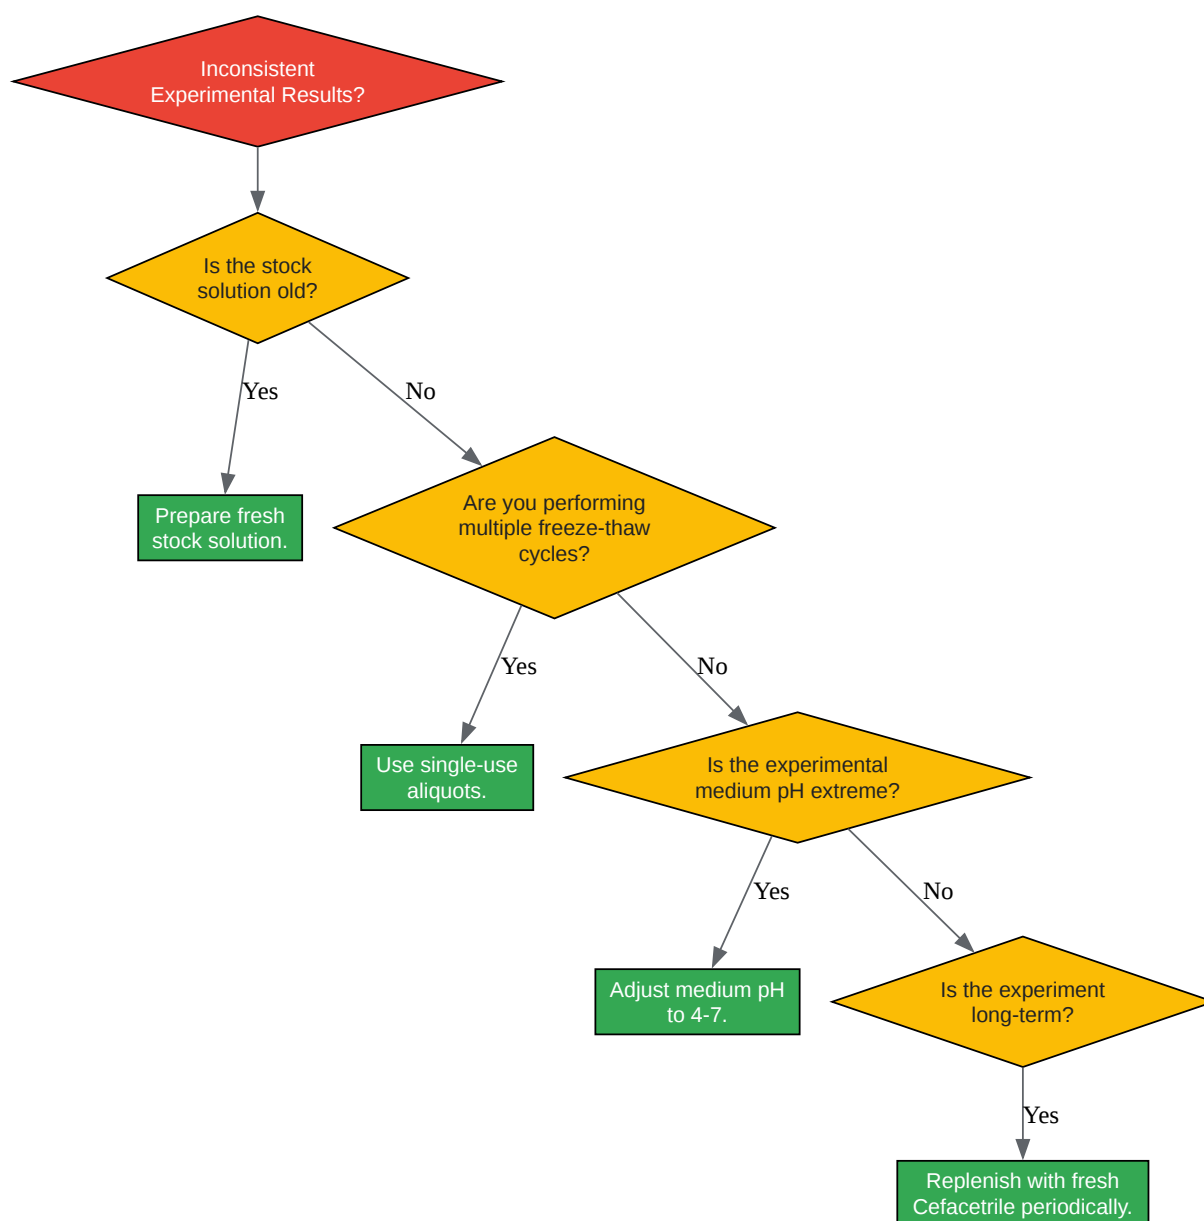 Inconsistent
Experimental Results?
Is the stock
solution old?
Yes
No
Prepare fresh
stock solution.
Are you performing
multiple freeze-thaw
cycles?
Yes
No
Use single-use
aliquots.
Is the experimental
medium pH extreme?
Yes
No
Adjust medium pH
to 4-7.
Is the experiment
long-term?
Yes
Replenish with fresh
Cefacetrile periodically.